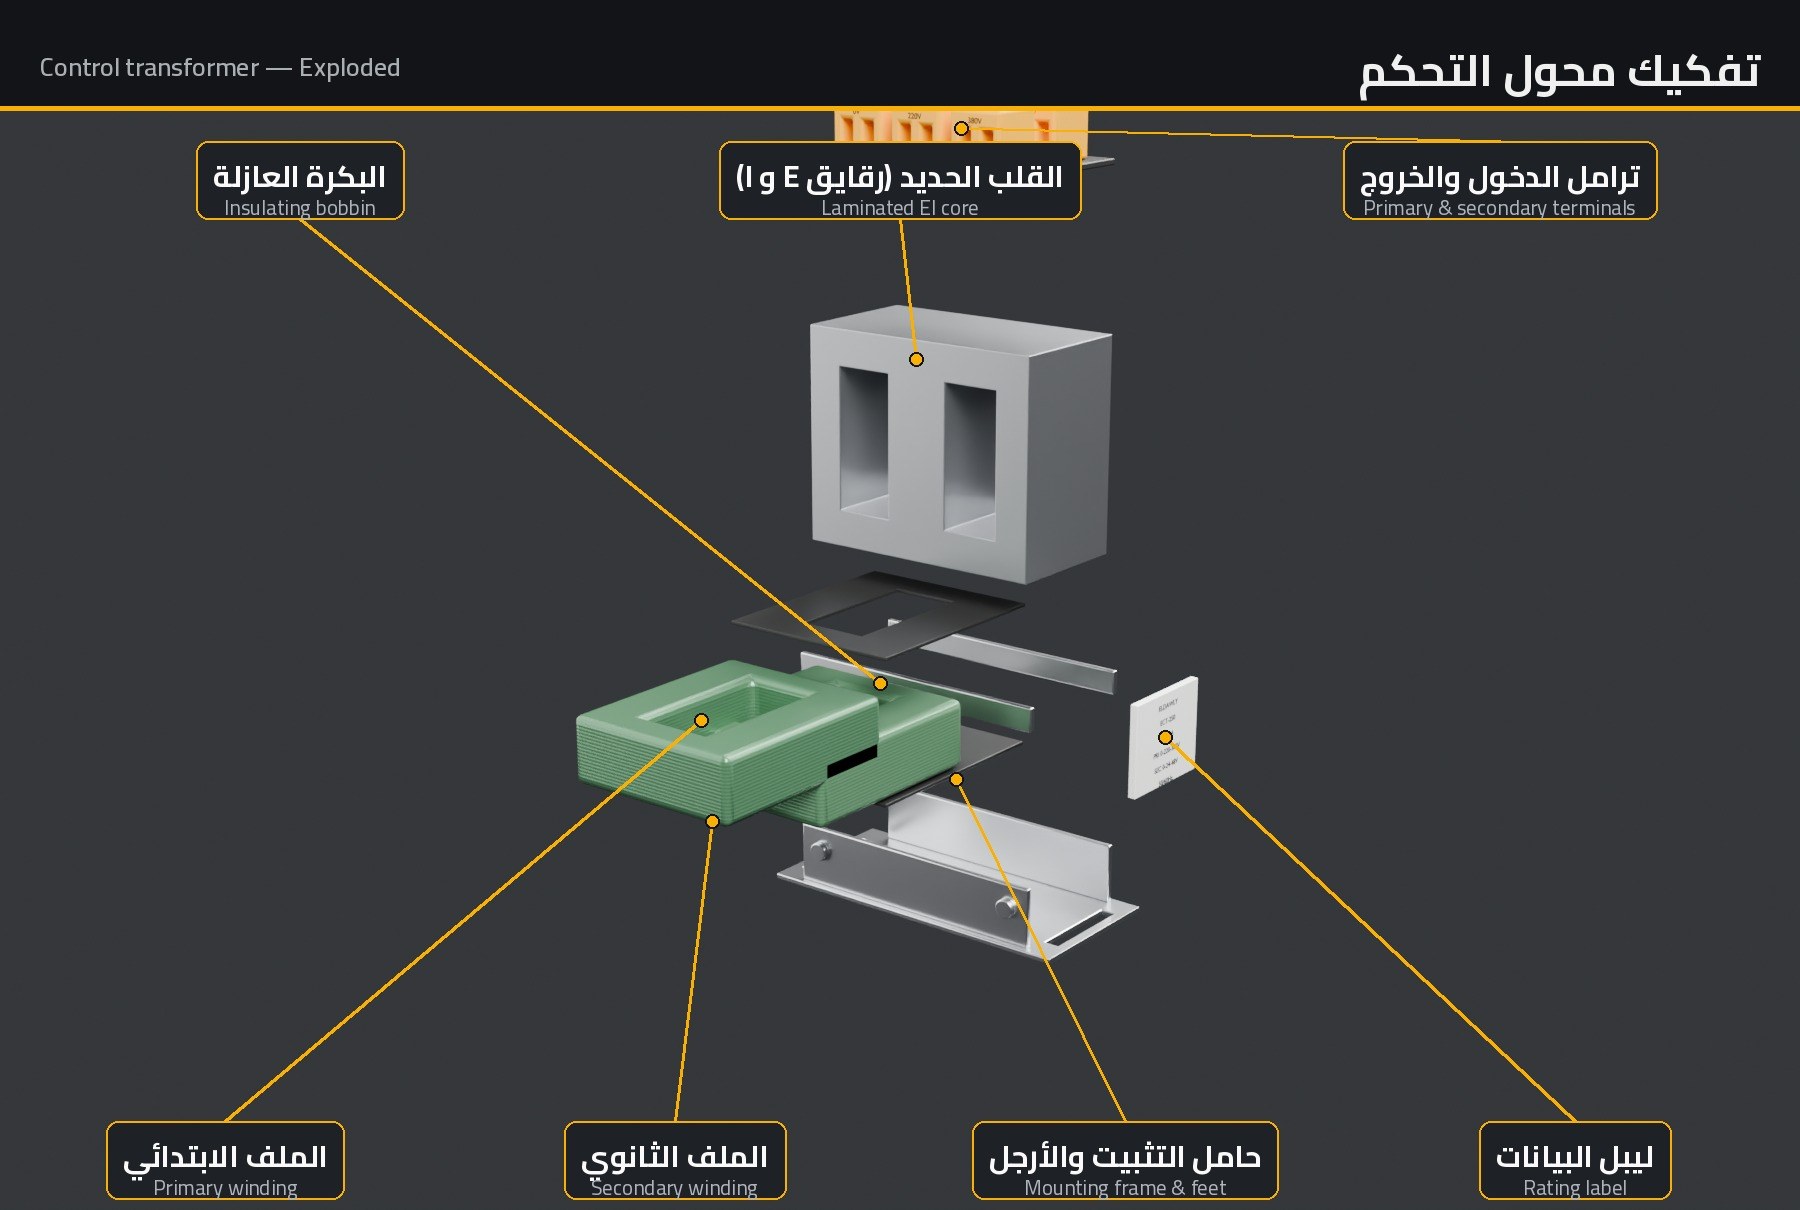 تفكيك محول التحكم
Control transformer — Exploded
220V
380V
ترامل الدخول والخروج
Primary & secondary terminals
القلب الحديد (رقايق E و I)
Laminated EI core
البكرة العازلة
Insulating bobbin
ليبل البيانات
Rating label
حامل التثبيت والأرجل
Mounting frame & feet
الملف الثانوي
Secondary winding
الملف الابتدائي
Primary winding